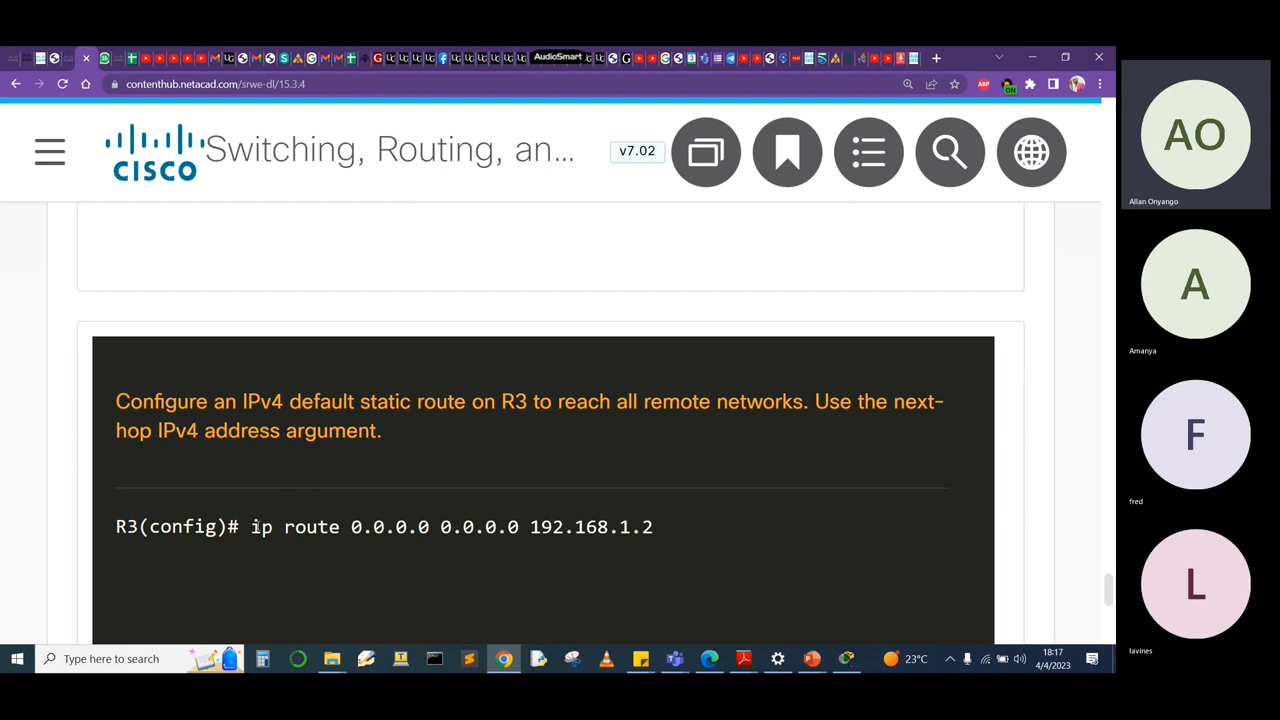 AudioSmart
contenthub.netacad.com/srwe-dl/15.3.4
ABP
ON
CISCO
Switching, Routing, an...
v7.02
Configure an IPv4 default static route on R3 to reach all remote networks. Use the next-
hop IPv4 address argument.
R3(config)# ip route 0.0.0.0 0.0.0.0 192.168.1.2
AO
Allan Onyango
A
Amanya
F
fred
L
lavines
Type here to search
23°C
18:17
4/4/2023